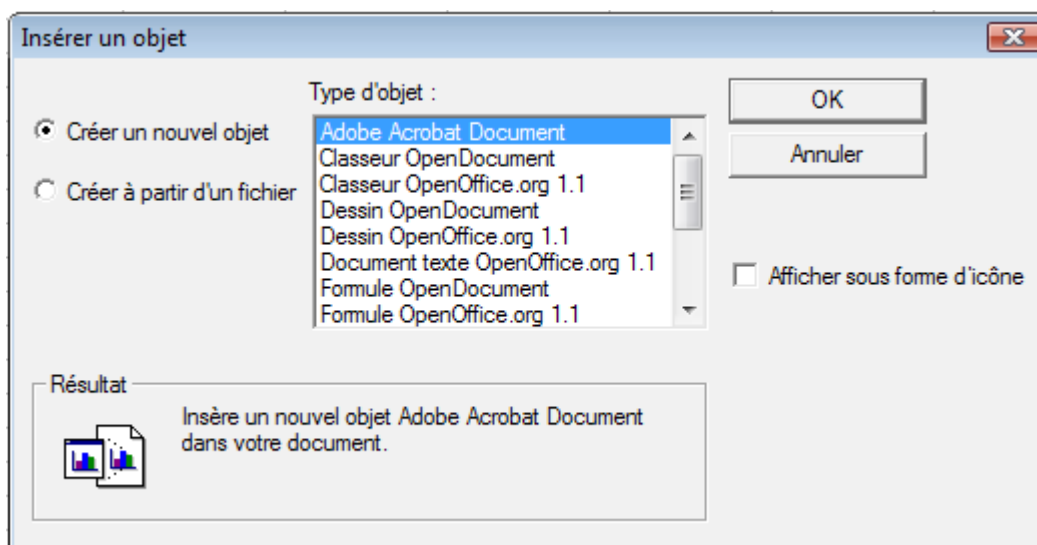 Insérer un objet
Type d'objet :
Créer un nouvel objet
Créer à partir d'un fichier
Adobe Acrobat Document
Classeur OpenDocument
Classeur OpenOffice.org 1.1
Dessin OpenDocument
Dessin OpenOffice.org 1.1
Document texte OpenOffice.org 1.1
Formule OpenDocument
Formule OpenOffice.org 1.1
OK
Annuler
Afficher sous forme d'icône
Résultat
Insère un nouvel objet Adobe Acrobat Document
dans votre document.